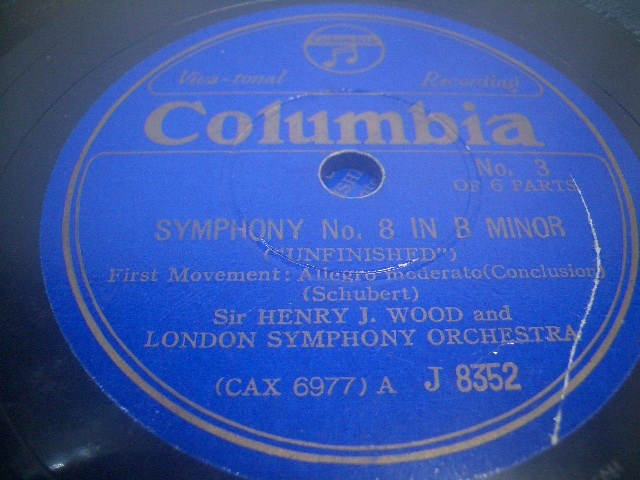 Viva-tonal Recording
Columbia
No. 3
OF 6 PARTS
SYMPHONY No. 8 IN B MINOR
("UNFINISHED")
First Movement: Allegro moderato(Conclusion)
(Schubert)
Sir HENRY J. WOOD and
LONDON SYMPHONY ORCHESTRA
(CAX 6977) A J 8352